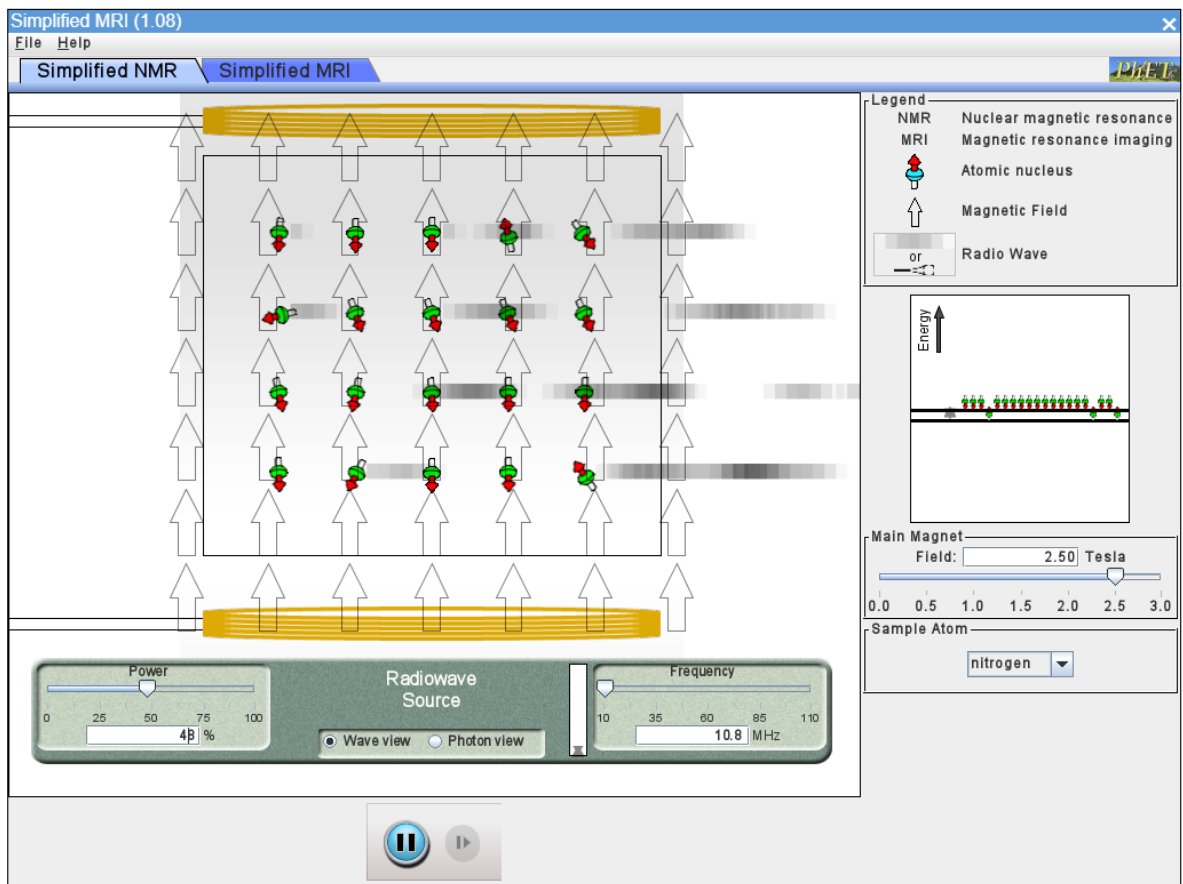 Simplified MRI (1.08)
File Help
Simplified NMR Simplified MRI
PhET
Legend
NMR Nuclear magnetic resonance
MRI Magnetic resonance imaging
Atomic nucleus
Magnetic Field
or
Radio Wave
Energy
Main Magnet
Field: 2.50 Tesla
0.0 0.5 1.0 1.5 2.0 2.5 3.0
Sample Atom
nitrogen
Power
0 25 50 75 100
48 %
Radiowave
Source
Wave view Photon view
Frequency
10 35 60 85 110
10.8 MHz